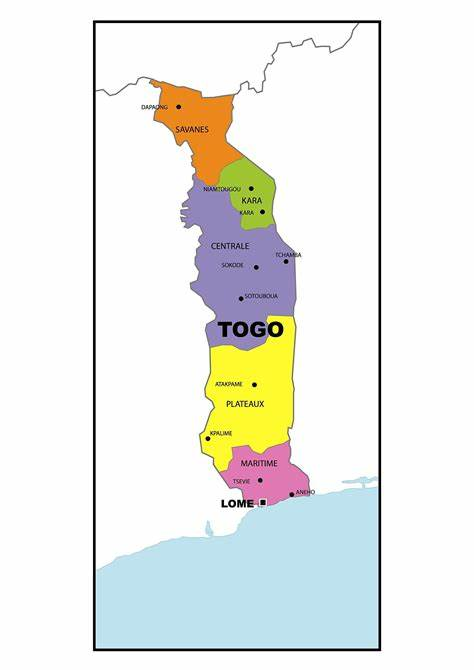 DAPAONG
SAVANES
NIAMTOUGOU
KARA
KARA
CENTRALE
TCHAMBA
SOKODE
SOTOUBOUA
TOGO
ATAKPAME
PLATEAUX
KPALIME
MARITIME
TSEVIE
ANEHO
LOME